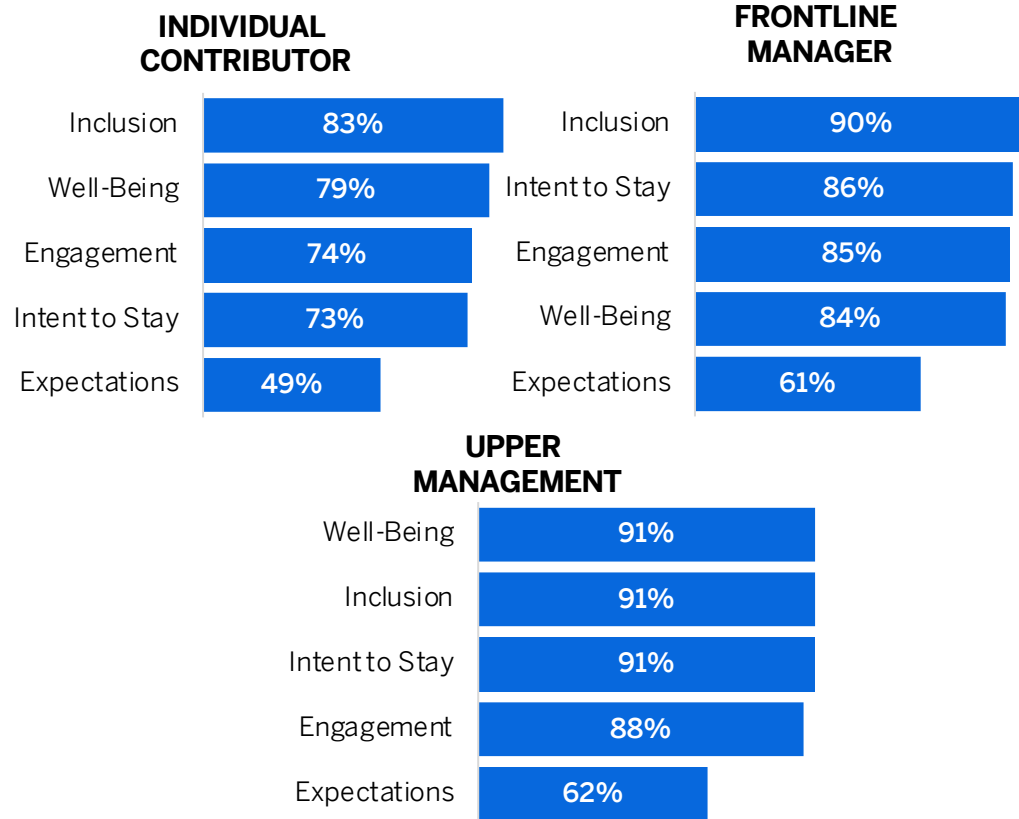 INDIVIDUAL
CONTRIBUTOR
Inclusion 83%
Well-Being 79%
Engagement 74%
Intent to Stay 73%
Expectations 49%
FRONTLINE
MANAGER
Inclusion 90%
Intent to Stay 86%
Engagement 85%
Well-Being 84%
Expectations 61%
UPPER
MANAGEMENT
Well-Being 91%
Inclusion 91%
Intent to Stay 91%
Engagement 88%
Expectations 62%